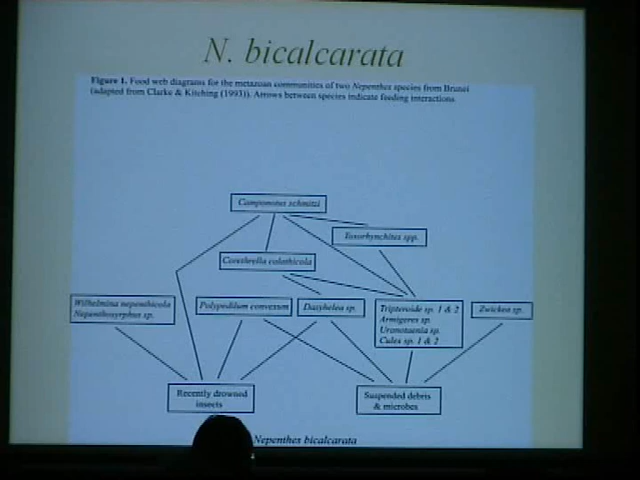 N. bicalcarata
Figure 1. Food web diagrams for the metazoan communities of two Nepenthes species from Brunei
(adapted from Clarke & Kitching (1993)). Arrows between species indicate feeding interactions
Camponotus schmitzi
Toxorhynchites spp.
Corethrella calathicola
Wilhelmina nepenthicola
Nepenthosyrphus sp.
Polypedilum convexum
Dasyhelea sp.
Tripteroide sp. 1 & 2
Armigeres sp.
Uranotaenia sp.
Culex sp. 1 & 2
Zwickea sp.
Recently drowned
insects
Suspended debris
& microbes
Nepenthes bicalcarata